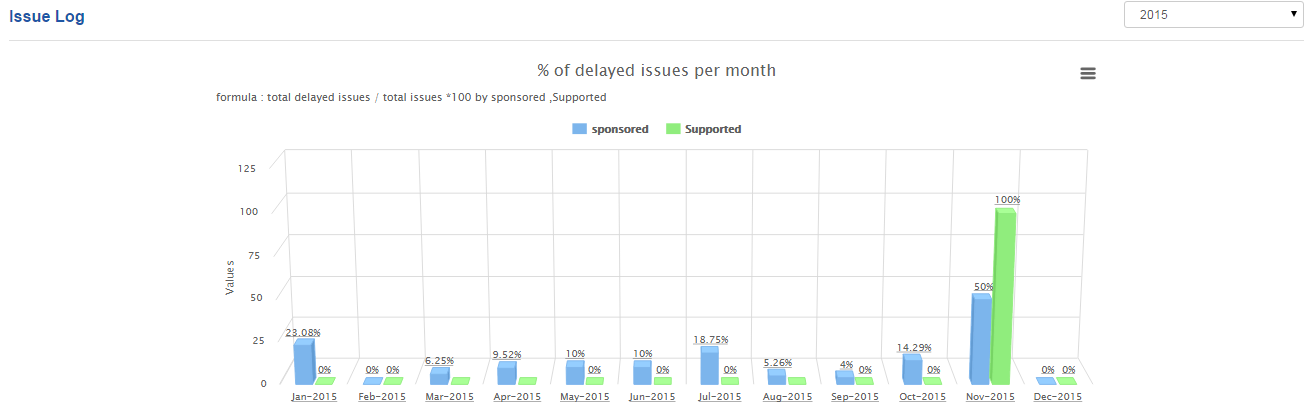 Issue Log
2015
% of delayed issues per month
formula : total delayed issues / total issues *100 by sponsored ,Supported
sponsored Supported
Values
125
100
75
50
25
0
23.08% 0% 0% 0% 6.25% 9.52% 10% 0% 10% 0% 18.75% 0% 5.26% 4% 0% 14.29% 0% 50% 100% 0% 0%
Jan-2015 Feb-2015 Mar-2015 Apr-2015 May-2015 Jun-2015 Jul-2015 Aug-2015 Sep-2015 Oct-2015 Nov-2015 Dec-2015